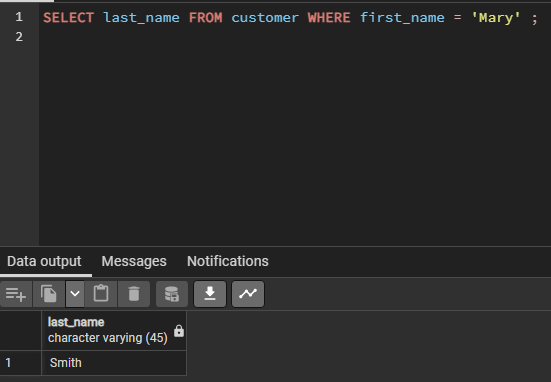 1 SELECT last_name FROM customer WHERE first_name = 'Mary' ;
2
Data output Messages Notifications
last_name
character varying (45)
1 Smith